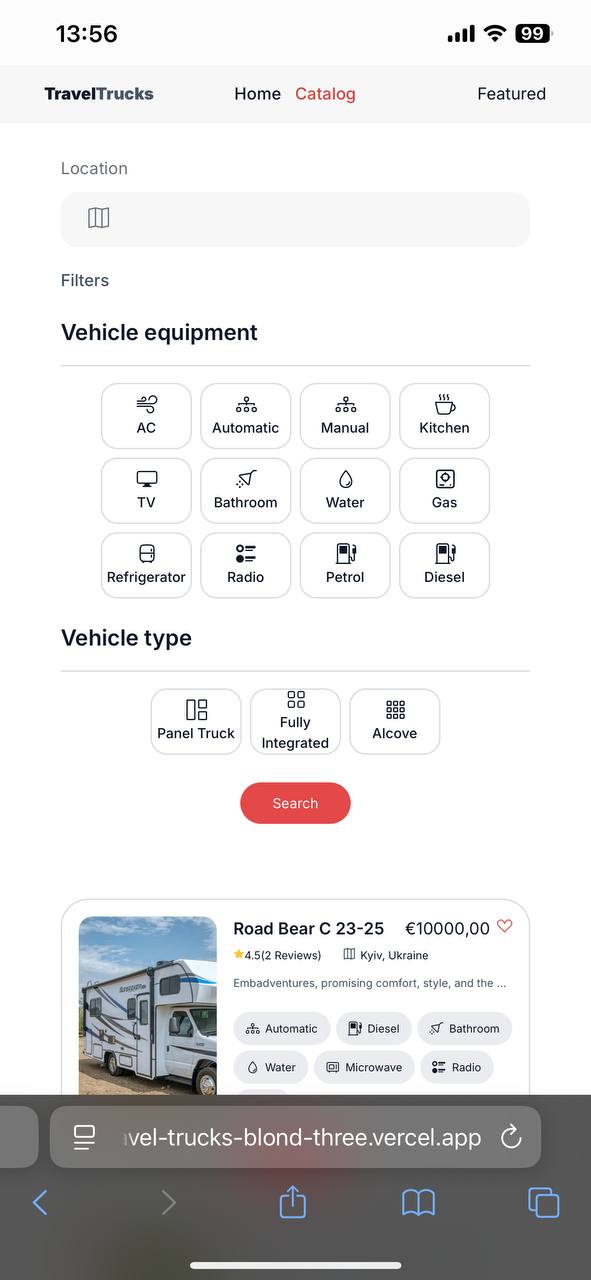 13:56 99
TravelTrucks Home Catalog Featured
Location
Filters
Vehicle equipment
AC Automatic Manual Kitchen
TV Bathroom Water Gas
Refrigerator Radio Petrol Diesel
Vehicle type
Panel Truck Fully Integrated Alcove
Search
Road Bear C 23-25 €10000,00
4.5(2 Reviews) Kyiv, Ukraine
Embadventures, promising comfort, style, and the ...
Automatic Diesel Bathroom
Water Microwave Radio
vel-trucks-blond-three.vercel.app